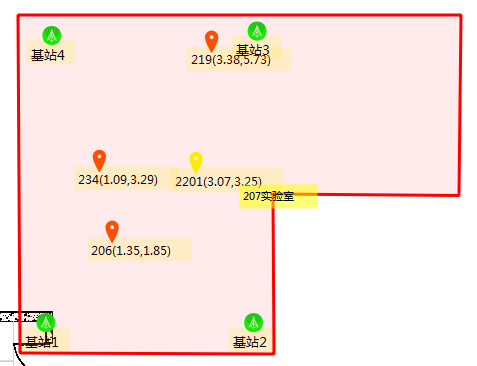 基站4
基站3
219(3.38,5.73)
234(1.09,3.29)
2201(3.07,3.25)
207实验室
206(1.35,1.85)
基站1
基站2